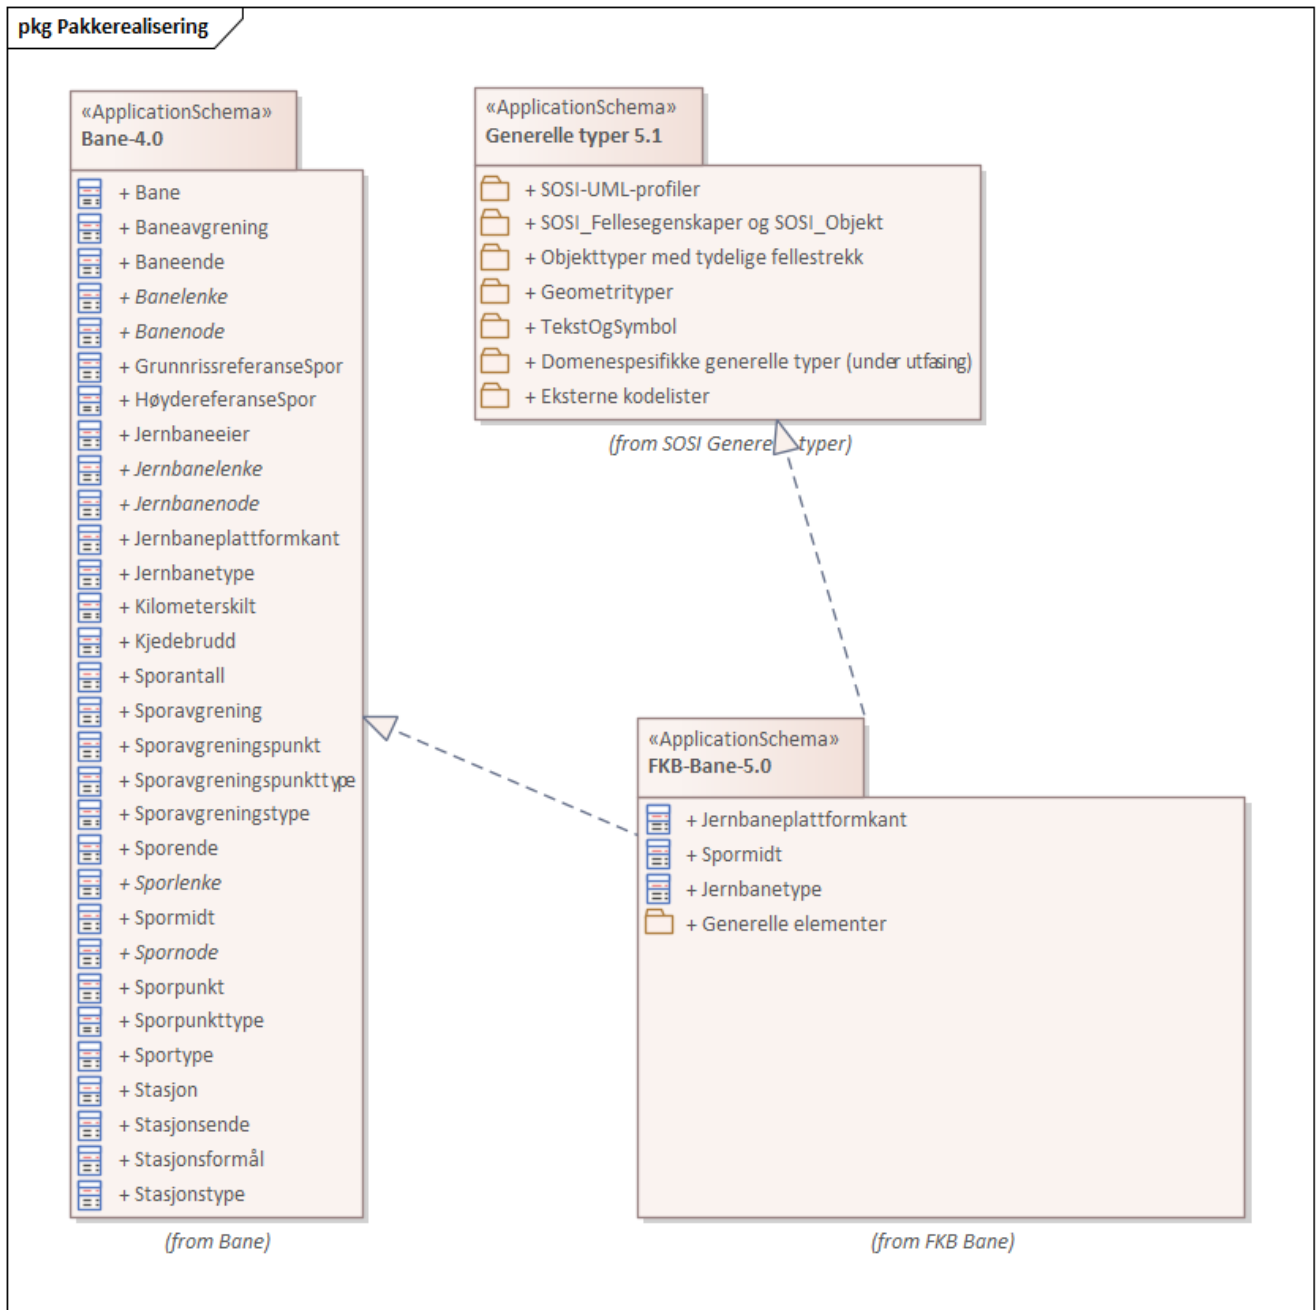 pkg Pakkerealisering
«ApplicationSchema»
Bane-4.0
+ Bane
+ Baneavgrening
+ Baneende
+ Banelenke
+ Banenode
+ GrunnrissreferanseSpor
+ HøydereferanseSpor
+ Jernbaneeier
+ Jernbanelenke
+ Jernbanenode
+ Jernbaneplattformkant
+ Jernbanetype
+ Kilometerskilt
+ Kjedebrudd
+ Sporantall
+ Sporavgrening
+ Sporavgreningspunkt
+ Sporavgreningspunkttype
+ Sporavgreningstype
+ Sporende
+ Sporlenke
+ Spormidt
+ Spornode
+ Sporpunkt
+ Sporpunkttype
+ Sportype
+ Stasjon
+ Stasjonsende
+ Stasjonsformål
+ Stasjonstype
(from Bane)
«ApplicationSchema»
Generelle typer 5.1
+ SOSI-UML-profiler
+ SOSI_Fellesegenskaper og SOSI_Objekt
+ Objekttyper med tydelige fellestrekk
+ Geometrityper
+ TekstOgSymbol
+ Domenespesifikke generelle typer (under utfasing)
+ Eksterne kodelister
(from SOSI Generelle typer)
«ApplicationSchema»
FKB-Bane-5.0
+ Jernbaneplattformkant
+ Spormidt
+ Jernbanetype
+ Generelle elementer
(from FKB Bane)